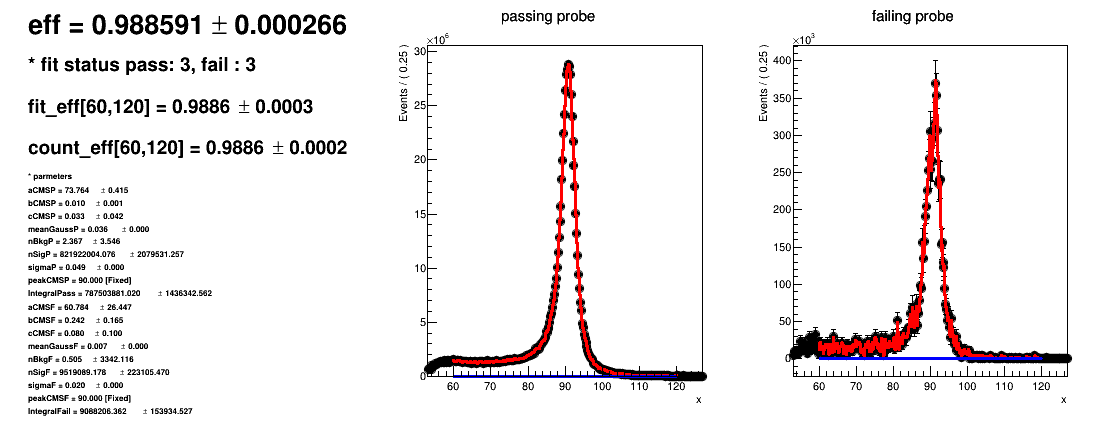 eff = 0.988591 ± 0.000266
* fit status pass: 3, fail : 3
fit_eff[60,120] = 0.9886 ± 0.0003
count_eff[60,120] = 0.9886 ± 0.0002
* parmeters
aCMSP = 73.764 ± 0.415
bCMSP = 0.010 ± 0.001
cCMSP = 0.033 ± 0.042
meanGaussP = 0.036 ± 0.000
nBkgP = 2.367 ± 3.546
nSigP = 821922004.076 ± 2079531.257
sigmaP = 0.049 ± 0.000
peakCMSP = 90.000 [Fixed]
IntegralPass = 787503881.020 ± 1436342.562
aCMSF = 60.784 ± 26.447
bCMSF = 0.242 ± 0.165
cCMSF = 0.080 ± 0.100
meanGaussF = 0.007 ± 0.000
nBkgF = 0.505 ± 3342.116
nSigF = 9519089.178 ± 223105.470
sigmaF = 0.020 ± 0.000
peakCMSF = 90.000 [Fixed]
IntegralFail = 9088206.362 ± 153934.527
passing probe
×10⁶
Events / ( 0.25 )
30
25
20
15
10
5
0
60 70 80 90 100 110 120
x
failing probe
×10³
Events / ( 0.25 )
400
350
300
250
200
150
100
50
0
60 70 80 90 100 110 120
x